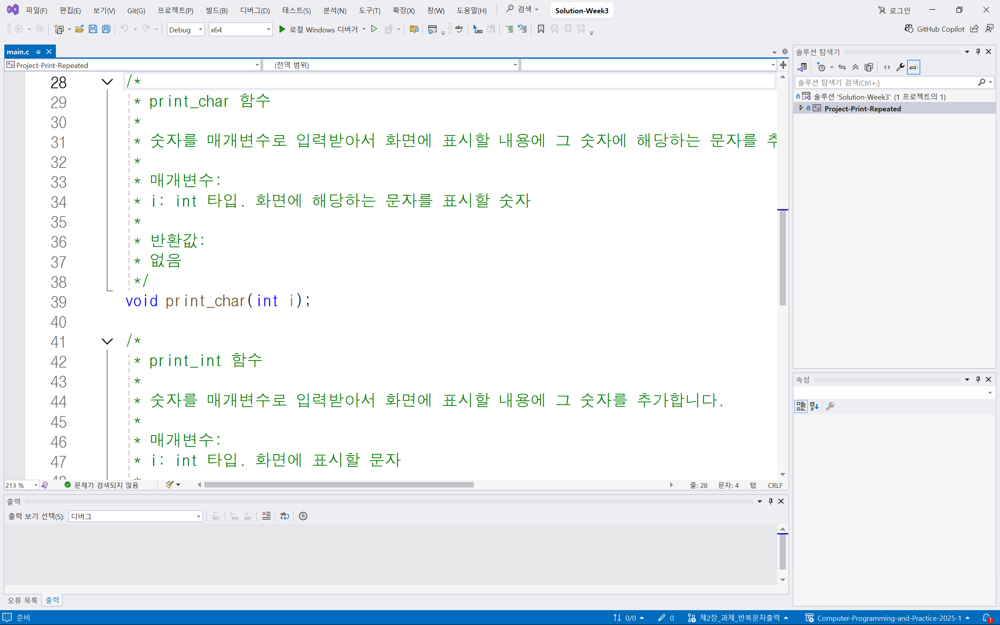 파일(F) 편집(E) 보기(V) Git(G) 프로젝트(P) 빌드(B) 디버그(D) 테스트(S) 분석(N) 도구(T) 확장(X) 창(W) 도움말(H) 검색 Solution-Week3 로그인
Debug x64 로컬 Windows 디버거 GitHub Copilot
main.c
Project-Print-Repeated (전역 범위)
28 /*
29 * print_char 함수
30 *
31 * 숫자를 매개변수로 입력받아서 화면에 표시할 내용에 그 숫자에 해당하는 문자를
32 *
33 * 매개변수:
34 * i: int 타입. 화면에 해당하는 문자를 표시할 숫자
35 *
36 * 반환값:
37 * 없음
38 */
39 void print_char(int i);
40
41 /*
42 * print_int 함수
43 *
44 * 숫자를 매개변수로 입력받아서 화면에 표시할 내용에 그 숫자를 추가합니다.
45 *
46 * 매개변수:
47 * i: int 타입. 화면에 표시할 문자
213 % 문제가 검색되지 않음 줄: 28 문자: 4 탭 CRLF
출력
출력 보기 선택(S): 디버그
오류 목록 출력
솔루션 탐색기
솔루션 탐색기 검색(Ctrl+;)
솔루션 'Solution-Week3' (1 프로젝트의 1)
Project-Print-Repeated
속성
준비 0/0 0 제2장_과제_반복문자출력 Computer-Programming-and-Practice-2025-1 1